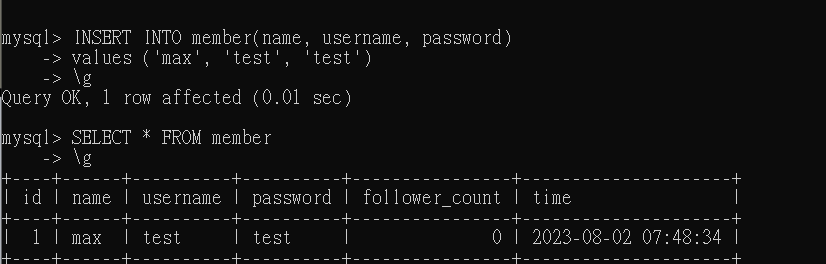 mysql> INSERT INTO member(name, username, password)
    -> values ('max', 'test', 'test')
    -> \g
Query OK, 1 row affected (0.01 sec)
mysql> SELECT * FROM member
    -> \g
+----+------+----------+----------+----------------+---------------------+
| id | name | username | password | follower_count | time                |
+----+------+----------+----------+----------------+---------------------+
|  1 | max  | test     | test     |              0 | 2023-08-02 07:48:34 |
+----+------+----------+----------+----------------+---------------------+